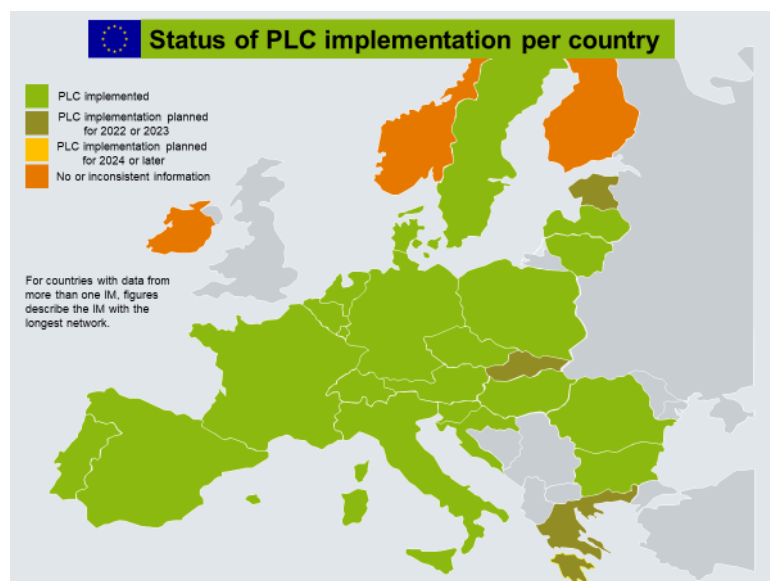 Status of PLC implementation per country
PLC implemented
PLC implementation planned
for 2022 or 2023
PLC implementation planned
for 2024 or later
No or inconsistent information
For countries with data from
more than one IM, figures
describe the IM with the
longest network.